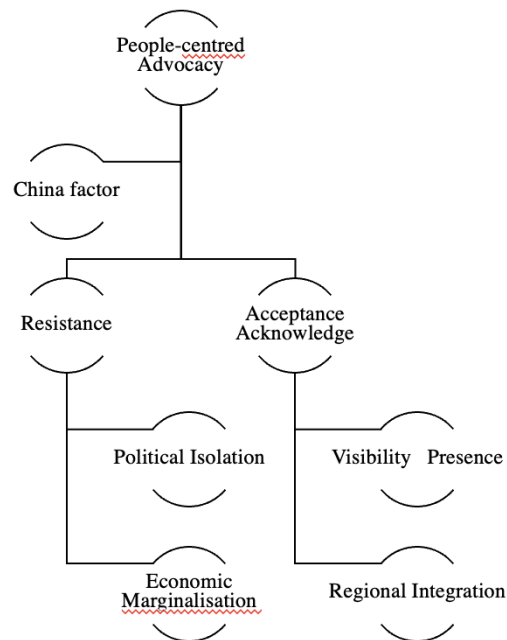 People-centred
Advocacy
China factor
Resistance
Acceptance
Acknowledge
Political Isolation
Visibility Presence
Economic
Marginalisation
Regional Integration